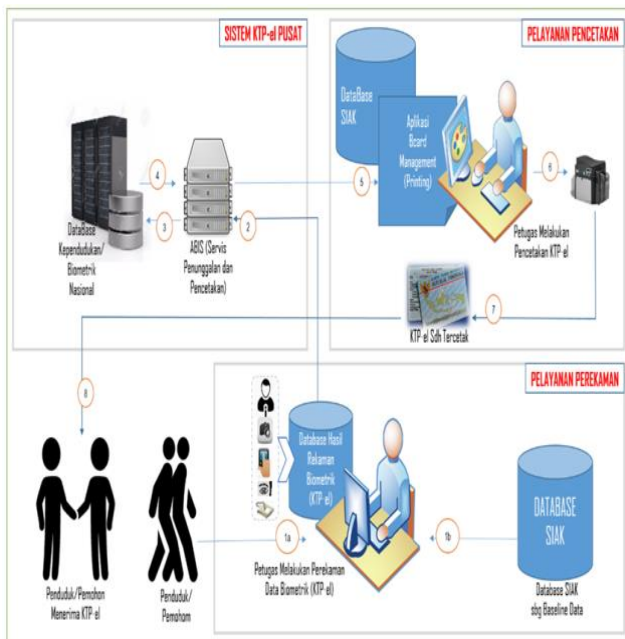 SISTEM KTP-el PUSAT
PELAYANAN PENCETAKAN
DataBase
SIAK
Aplikasi
Board
Management
(Printing)
4
3
2
5
6
DataBase
Kependudukan/
Biometrik
Nasional
ABIS (Servis
Penunggalan dan
Pencetakan)
Petugas Melakukan
Pencetakan KTP-el
7
KTP-el Sdh Tercetak
8
PELAYANAN PEREKAMAN
Database Hasil
Rekaman
Biometrik
(KTP-el)
DATABASE
SIAK
1a
1b
Petugas Melakukan Perekaman
Data Biometrik (KTP-el)
Database SIAK
sbg Baseline Data
Penduduk/Pemohon
Menerima KTP-el
Penduduk/
Pemohom